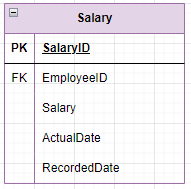 Salary
PK SalaryID
FK EmployeeID
Salary
ActualDate
RecordedDate